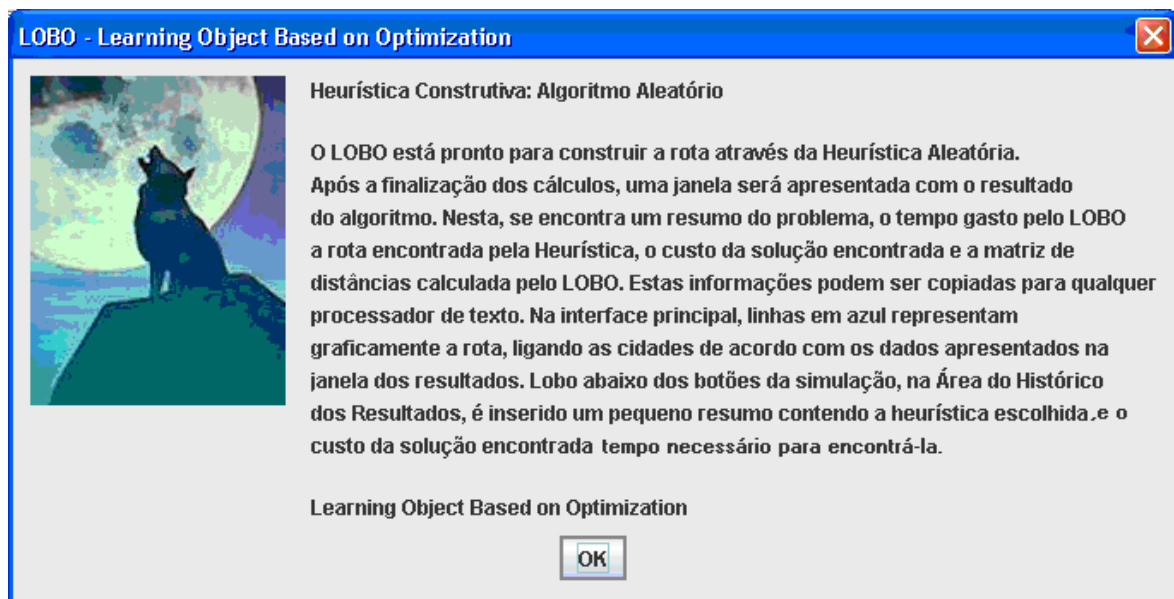 LOBO - Learning Object Based on Optimization
Heurística Construtiva: Algoritmo Aleatório
O LOBO está pronto para construir a rota através da Heurística Aleatória.
Após a finalização dos cálculos, uma janela será apresentada com o resultado
do algoritmo. Nesta, se encontra um resumo do problema, o tempo gasto pelo LOBO
a rota encontrada pela Heurística, o custo da solução encontrada e a matriz de
distâncias calculada pelo LOBO. Estas informações podem ser copiadas para qualquer
processador de texto. Na interface principal, linhas em azul representam
graficamente a rota, ligando as cidades de acordo com os dados apresentados na
janela dos resultados. Lobo abaixo dos botões da simulação, na Área do Histórico
dos Resultados, é inserido um pequeno resumo contendo a heurística escolhida,e o
custo da solução encontrada tempo necessário para encontrá-la.
Learning Object Based on Optimization
OK